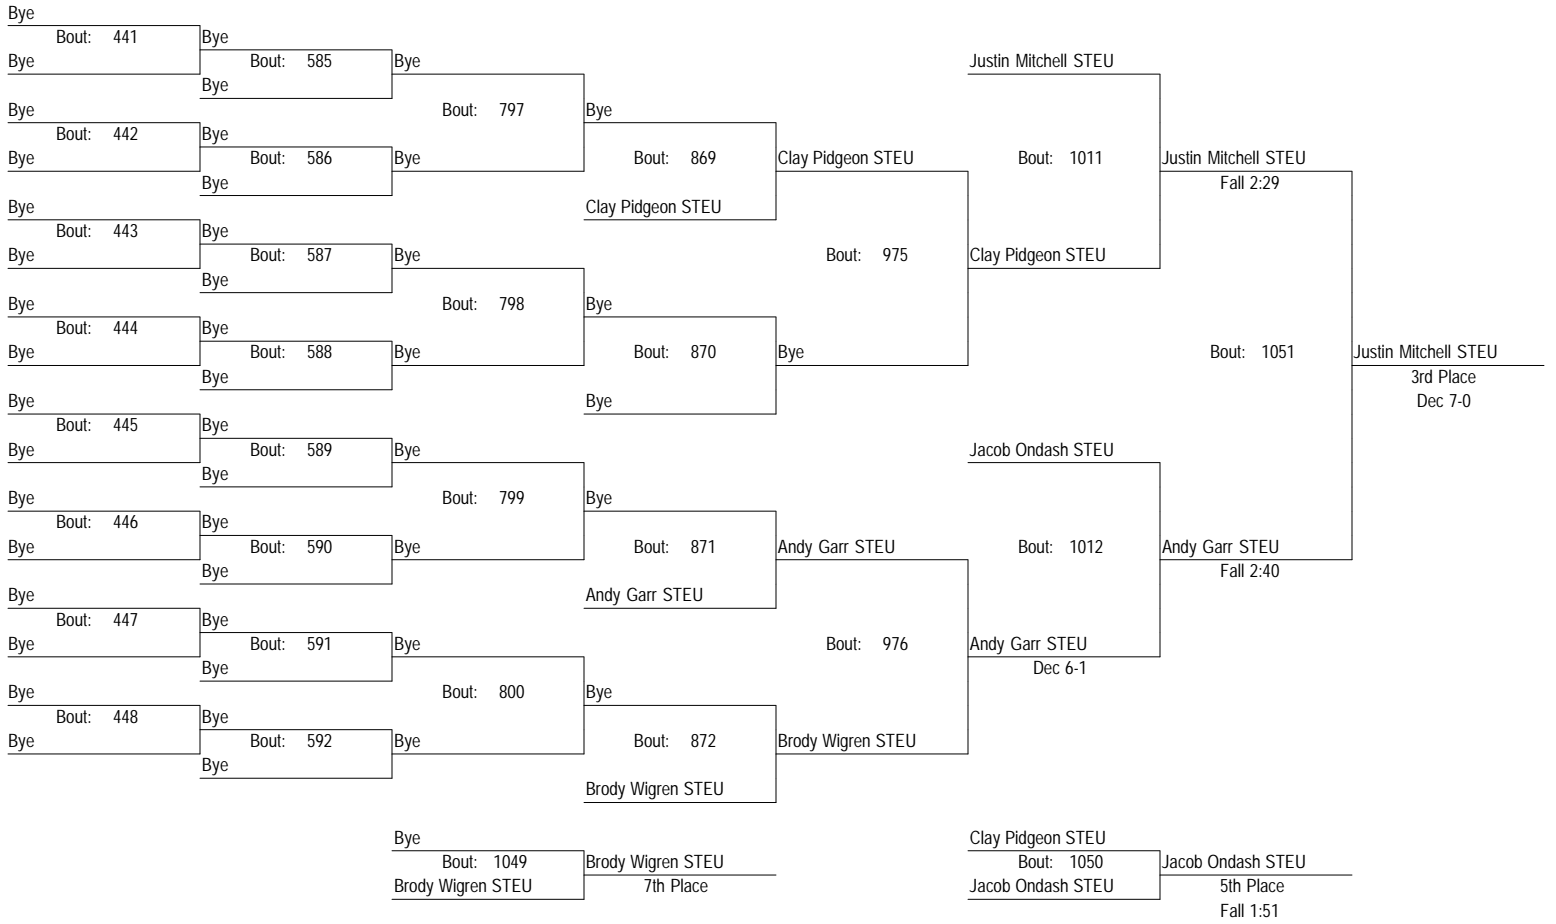 Bye
Bout: 441
Bye
Bye
Bout: 585
Bye
Bye
Bout: 442
Bye
Bye
Bout: 586
Bye
Bye
Bout: 797
Bye
Bye
Bout: 443
Bye
Bye
Bout: 587
Bye
Bye
Bout: 444
Bye
Bye
Bout: 588
Bye
Bye
Bout: 798
Bye
Bye
Bout: 869
Clay Pidgeon STEU
Bye
Bout: 870
Bye
Clay Pidgeon STEU
Bout: 975
Bye
Justin Mitchell STEU
Bout: 1011
Clay Pidgeon STEU
Bye
Bout: 445
Bye
Bye
Bout: 589
Bye
Bye
Bout: 446
Bye
Bye
Bout: 590
Bye
Bye
Bout: 799
Bye
Bye
Bout: 447
Bye
Bye
Bout: 591
Bye
Bye
Bout: 448
Bye
Bye
Bout: 592
Bye
Bye
Bout: 800
Bye
Bye
Bout: 871
Andy Garr STEU
Bye
Bout: 872
Brody Wigren STEU
Andy Garr STEU
Bout: 976
Brody Wigren STEU
Jacob Ondash STEU
Bout: 1012
Andy Garr STEU
Dec 6-1
Justin Mitchell STEU
Fall 2:29
Bout: 1051
Andy Garr STEU
Fall 2:40
Justin Mitchell STEU
3rd Place
Dec 7-0
Bye
Bout: 1049
Brody Wigren STEU
Brody Wigren STEU
7th Place
Clay Pidgeon STEU
Bout: 1050
Jacob Ondash STEU
Jacob Ondash STEU
5th Place
Fall 1:51